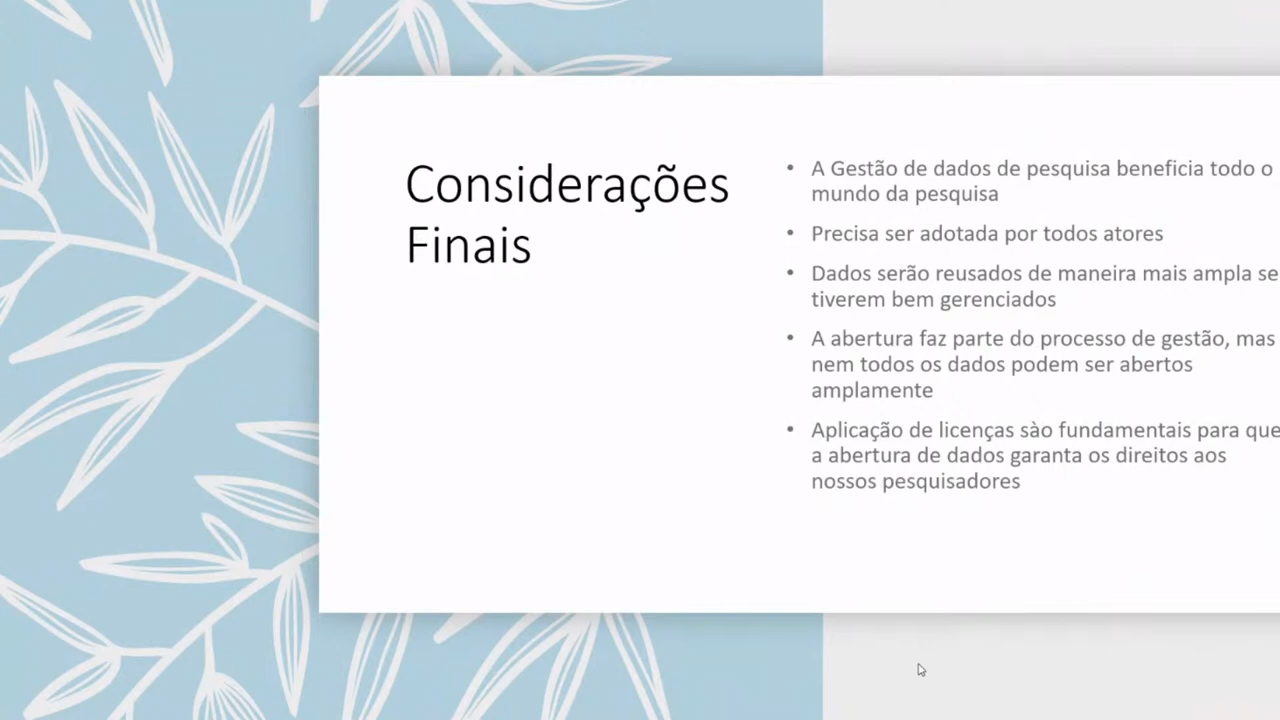 Considerações
Finais
• A Gestão de dados de pesquisa beneficia todo o
mundo da pesquisa
• Precisa ser adotada por todos atores
• Dados serão reusados de maneira mais ampla se
tiverem bem gerenciados
• A abertura faz parte do processo de gestão, mas
nem todos os dados podem ser abertos
amplamente
• Aplicação de licenças sào fundamentais para que
a abertura de dados garanta os direitos aos
nossos pesquisadores